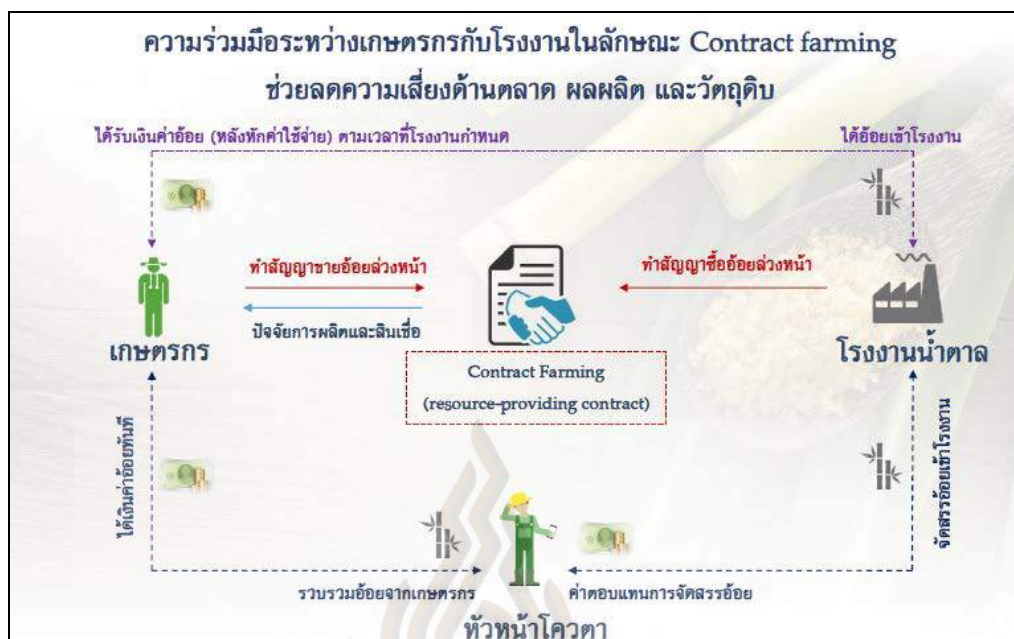 ความร่วมมือระหว่างเกษตรกรกับโรงงานในลักษณะ Contract farming
ช่วยลดความเสี่ยงด้านตลาด ผลผลิต และวัตถุดิบ
ได้รับเงินค่าอ้อย (หลังหักค่าใช้จ่าย) ตามเวลาที่โรงงานกำหนด
ได้อ้อยเข้าโรงงาน
ทำสัญญาขายอ้อยล่วงหน้า
ทำสัญญาซื้ออ้อยล่วงหน้า
ปัจจัยการผลิตและสินเชื่อ
เกษตรกร
โรงงานน้ำตาล
Contract Farming
(resource-providing contract)
ได้เงินค่าอ้อยทันที
จัดสรรอ้อยเข้าโรงงาน
รวบรวมอ้อยจากเกษตรกร
ค่าตอบแทนการจัดสรรอ้อย
หัวหน้าโควตา